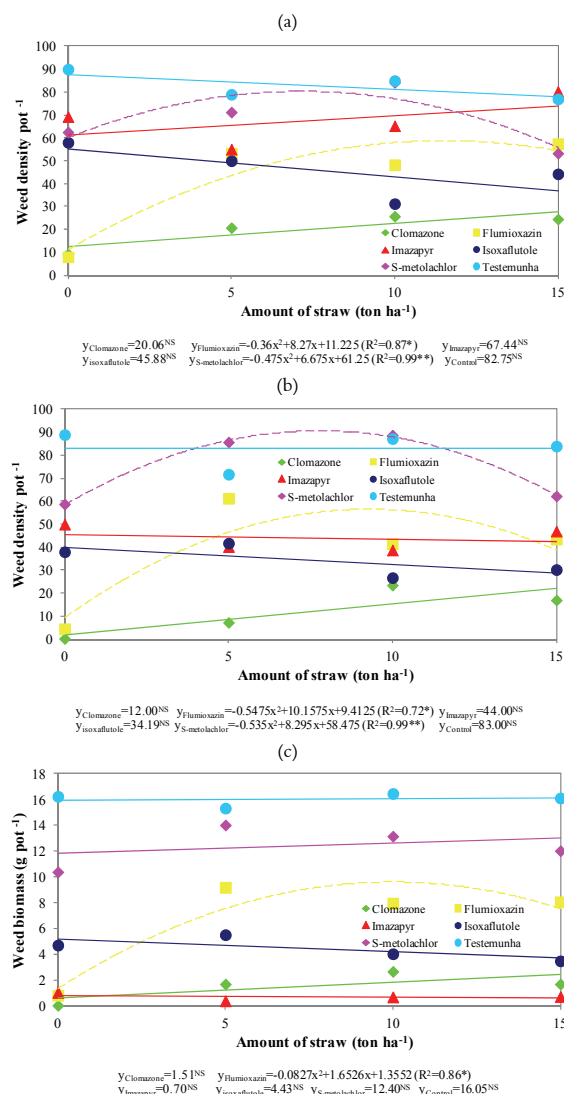 (a)
100
90
80
70
60
50
40
30
20
10
0
Weed density pot -1
Clomazone Flumioxazin
Imazapyr Isoxaflutole
S-metolachlor Testemunha
0 5 10 15
Amount of straw (ton ha-1)
yClomazone=20.06NS yFlumioxazin=-0.36x²+8.27x+11.225 (R²=0.87*) yImazapyr=67.44NS
yisoxaflutole=45.88NS yS-metolachlor=-0.475x²+6.675x+61.25 (R²=0.99**) yControl=82.75NS
(b)
100
90
80
70
60
50
40
30
20
10
0
Weed density pot -1
Clomazone Flumioxazin
Imazapyr Isoxaflutole
S-metolachlor Testemunha
0 5 10 15
Amount of straw (ton ha-1)
yClomazone=12.00NS yFlumioxazin=-0.5475x²+10.1575x+9.4125 (R²=0.72*) yImazapyr=44.00NS
yisoxaflutole=34.19NS yS-metolachlor=-0.535x²+8.295x+58.475 (R²=0.99**) yControl=83.00NS
(c)
18
16
14
12
10
8
6
4
2
0
Weed biomass (g pot -1)
Clomazone Flumioxazin
Imazapyr Isoxaflutole
S-metolachlor Testemunha
0 5 10 15
Amount of straw (ton ha-1)
yClomazone=1.51NS yFlumioxazin=-0.0827x²+1.6526x+1.3552 (R²=0.86*)
yImazapyr=0.70NS yisoxaflutole=4.43NS yS-metolachlor=12.40NS yControl=16.05NS